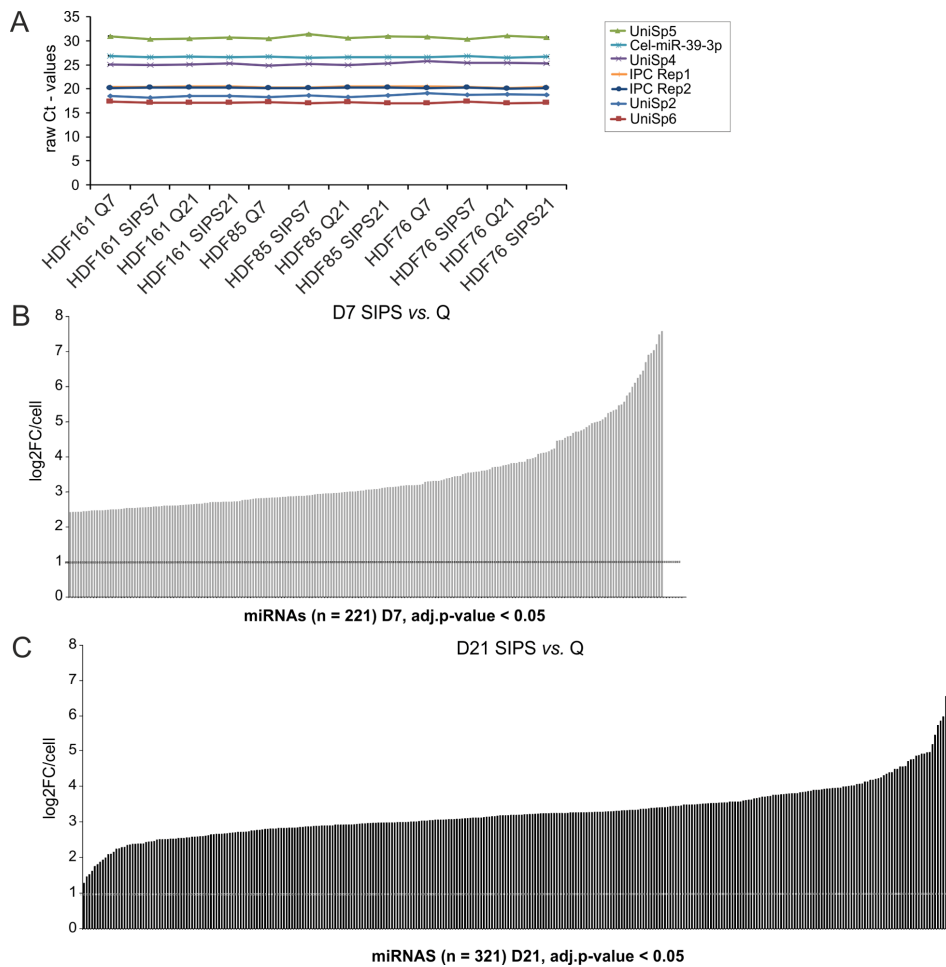 A
35
30
25
20
15
10
5
0
raw Ct - values
UniSp5
Cel-miR-39-3p
UniSp4
IPC Rep1
IPC Rep2
UniSp2
UniSp6
HDF161 Q7
HDF161 SIPS7
HDF161 Q21
HDF161 SIPS21
HDF85 Q7
HDF85 SIPS7
HDF85 Q21
HDF85 SIPS21
HDF76 Q7
HDF76 SIPS7
HDF76 Q21
HDF76 SIPS21
B
D7 SIPS vs. Q
8
7
6
5
4
3
2
1
0
log2FC/cell
miRNAs (n = 221) D7, adj.p-value < 0.05
C
D21 SIPS vs. Q
8
7
6
5
4
3
2
1
0
log2FC/cell
miRNAS (n = 321) D21, adj.p-value < 0.05